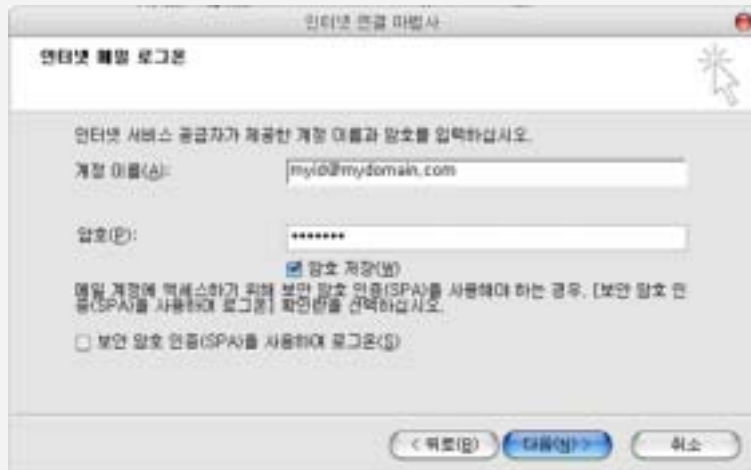 인터넷 연결 마법사
인터넷 메일 로그온
인터넷 서비스 공급자가 제공한 계정 이름과 암호를 입력하십시오.
계정 이름(A):
myid@mydomain.com
암호(P):
•••••••
암호 저장(W)
메일 계정에 액세스하기 위해 보안 암호 인증(SPA)를 사용해야 하는 경우, [보안 암호 인
증(SPA)를 사용하여 로그온] 확인란을 선택하십시오.
보안 암호 인증(SPA)를 사용하여 로그온(S)
< 뒤로(B)
다음(N) >
취소